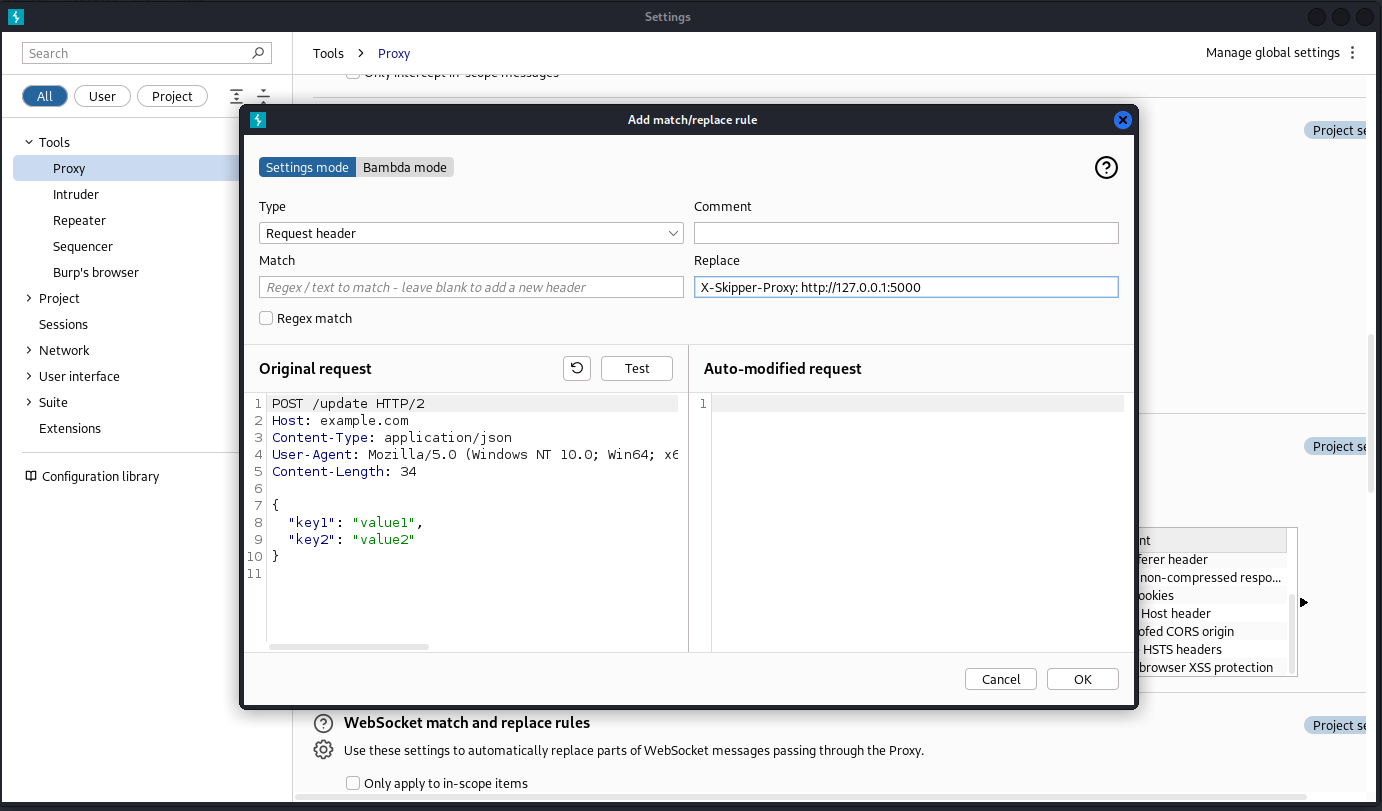 Settings
Search
Tools > Proxy
Manage global settings
Only intercept in-scope messages
All
User
Project
Tools
Proxy
Intruder
Repeater
Sequencer
Burp's browser
Project
Sessions
Network
User interface
Suite
Extensions
Configuration library
Project se
Add match/replace rule
Settings mode
Bambda mode
Type
Comment
Request header
Match
Replace
Regex / text to match - leave blank to add a new header
X-Skipper-Proxy: http://127.0.0.1:5000
Regex match
Original request
Test
Auto-modified request
1 POST /update HTTP/2
2 Host: example.com
3 Content-Type: application/json
4 User-Agent: Mozilla/5.0 (Windows NT 10.0; Win64; x6
5 Content-Length: 34
6
7 {
8 "key1": "value1",
9 "key2": "value2"
10 }
11
1
Cancel
OK
Project se
nt
ferer header
non-compressed respo...
ookies
Host header
ofed CORS origin
HSTS headers
browser XSS protection
WebSocket match and replace rules
Project se
Use these settings to automatically replace parts of WebSocket messages passing through the Proxy.
Only apply to in-scope items